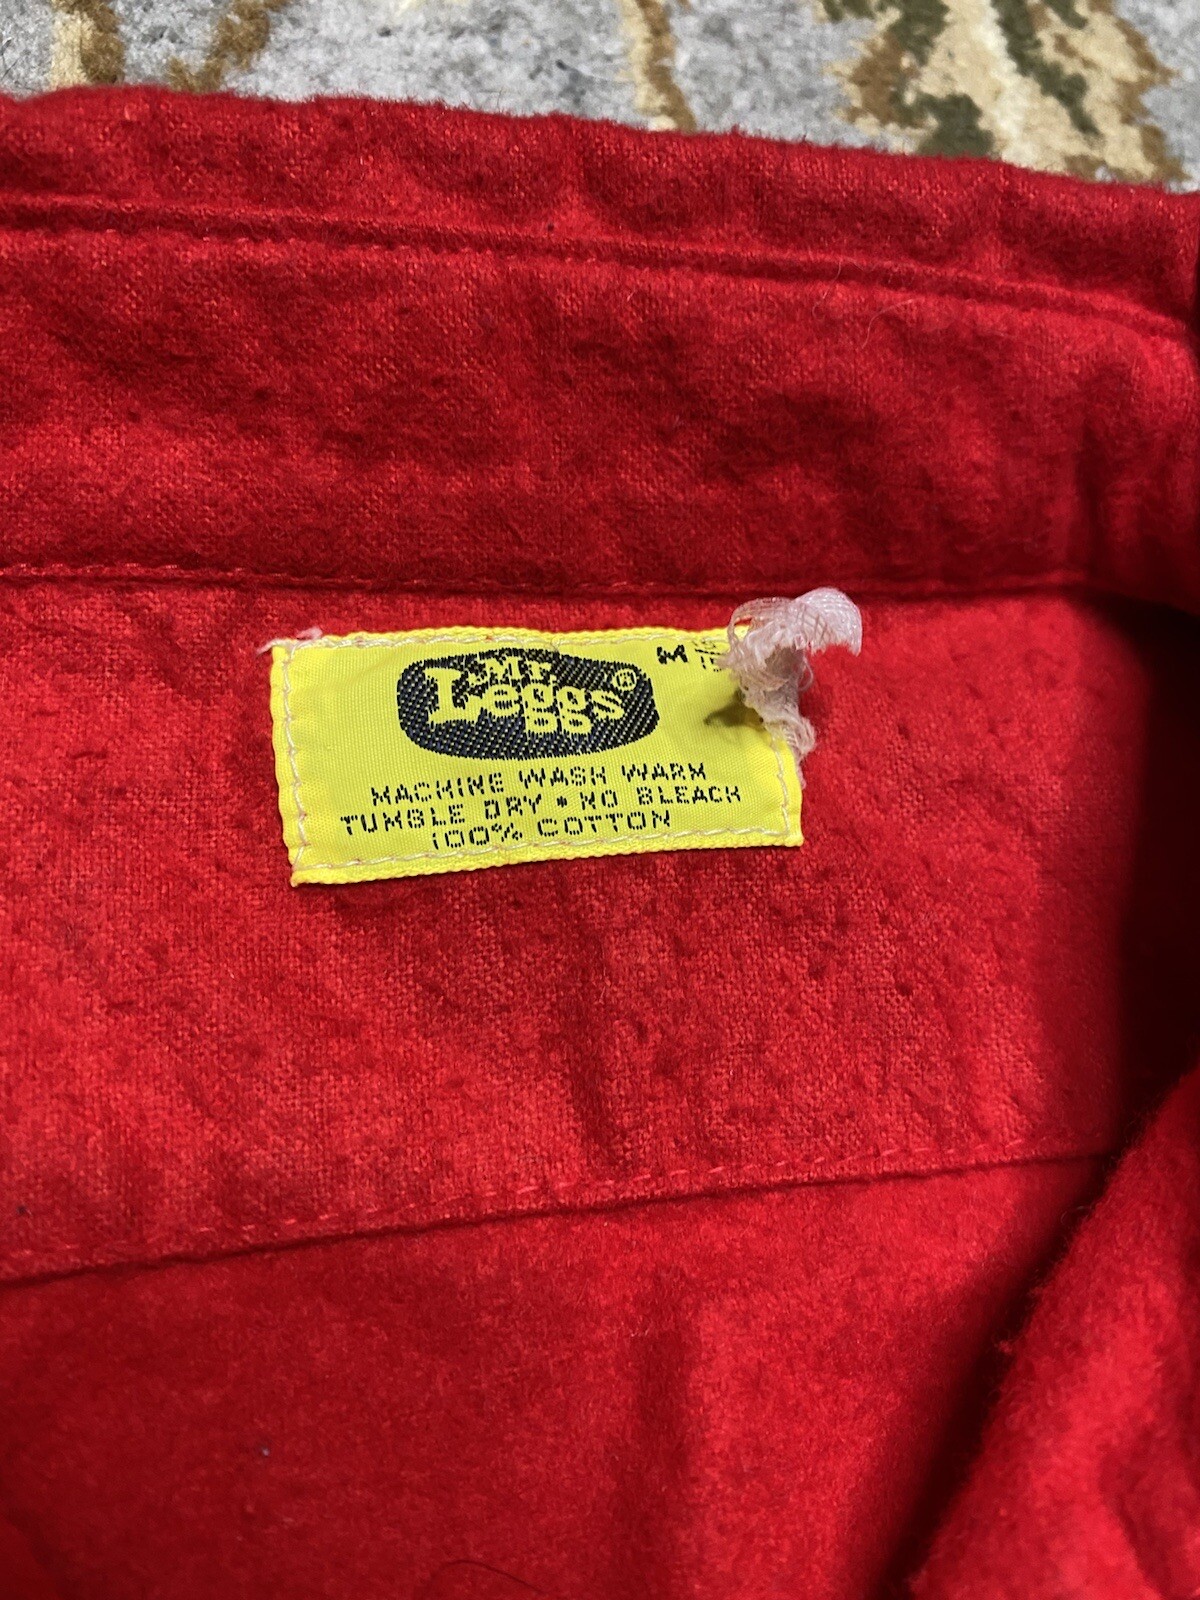 Mr.
Leggs®
M
MACHINE WASH WARM
TUMBLE DRY • NO BLEACH
100% COTTON